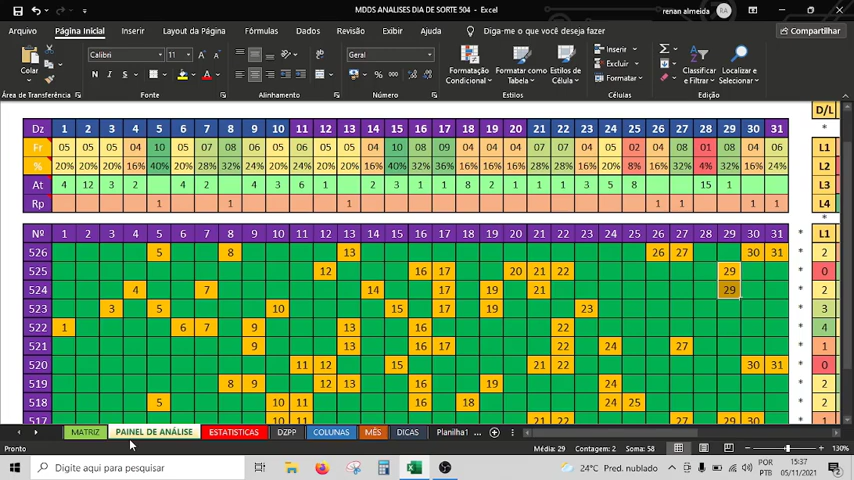 MDDS ANALISES DIA DE SORTE 504 - Excel
renan almeida RA
Arquivo Página Inicial Inserir Layout da Página Fórmulas Dados Revisão Exibir Ajuda Diga-me o que você deseja fazer Compartilhar
Colar
Calibri 11
N I S
Geral
% 000
Formatação Condicional
Formatar como Tabela
Estilos de Célula
Inserir
Excluir
Formatar
Classificar e Filtrar
Localizar e Selecionar
Área de Transferência Fonte Alinhamento Número Estilos Células Edição
D/L
Dz 1 2 3 4 5 6 7 8 9 10 11 12 13 14 15 16 17 18 19 20 21 22 23 24 25 26 27 28 29 30 31 *
Fr 05 05 05 04 10 05 07 08 06 05 06 05 05 04 10 08 09 04 04 04 07 07 04 05 02 04 08 01 08 04 06 L1
% 20% 20% 20% 16% 40% 20% 28% 32% 24% 20% 24% 20% 20% 16% 40% 32% 36% 16% 16% 16% 28% 28% 16% 20% 8% 16% 32% 4% 32% 16% 24% L2
At 4 12 3 2 4 2 4 3 6 1 2 3 1 1 8 2 1 1 1 3 5 8 15 1 L3
Rp 1 1 1 1 1 1 1 L4
*
Nº 1 2 3 4 5 6 7 8 9 10 11 12 13 14 15 16 17 18 19 20 21 22 23 24 25 26 27 28 29 30 31 * L1
526 5 8 13 26 27 30 31 * 2
525 12 16 17 20 21 22 29 * 0
524 4 7 14 17 19 21 29 * 2
523 3 5 10 15 17 19 23 * 3
522 1 6 7 9 13 16 22 * 4
521 9 13 16 17 22 24 27 * 1
520 11 12 15 21 22 30 31 * 0
519 8 9 12 13 16 19 24 * 2
518 5 10 11 16 18 24 25 * 2
517 10 11 21 22 27 29 30 * 1
MATRIZ PAINEL DE ANÁLISE ESTATISTICAS DZPP COLUNAS MÊS DICAS Planilha1 ...
Pronto Média: 29 Contagem: 2 Soma: 58 130%
Digite aqui para pesquisar 24°C Pred. nublado POR PTB 15:37 05/11/2021